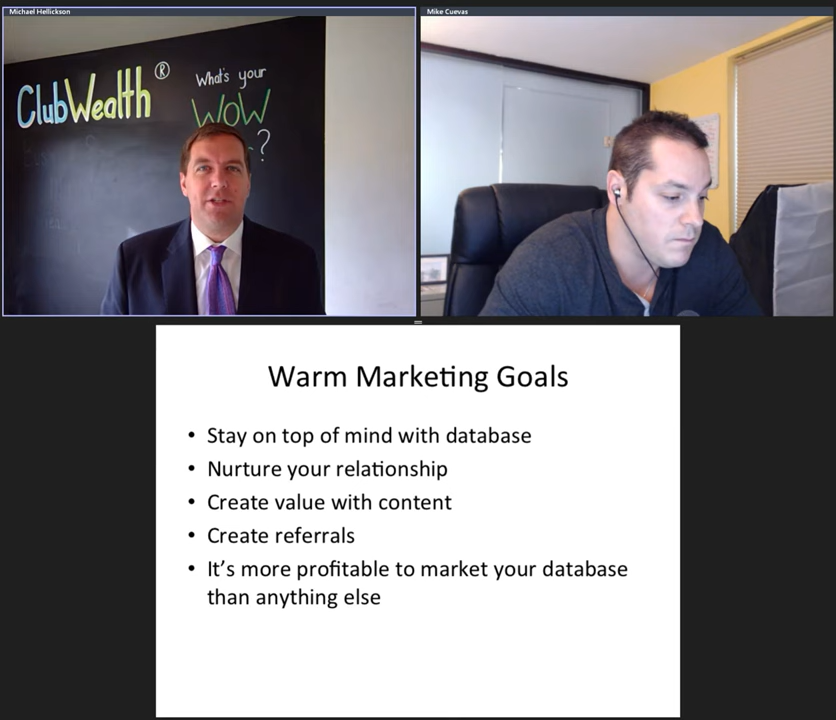 Michael Hellickson
Mike Cuevas
ClubWealth®
What's your
WOW
?
Warm Marketing Goals
• Stay on top of mind with database
• Nurture your relationship
• Create value with content
• Create referrals
• It's more profitable to market your database
than anything else